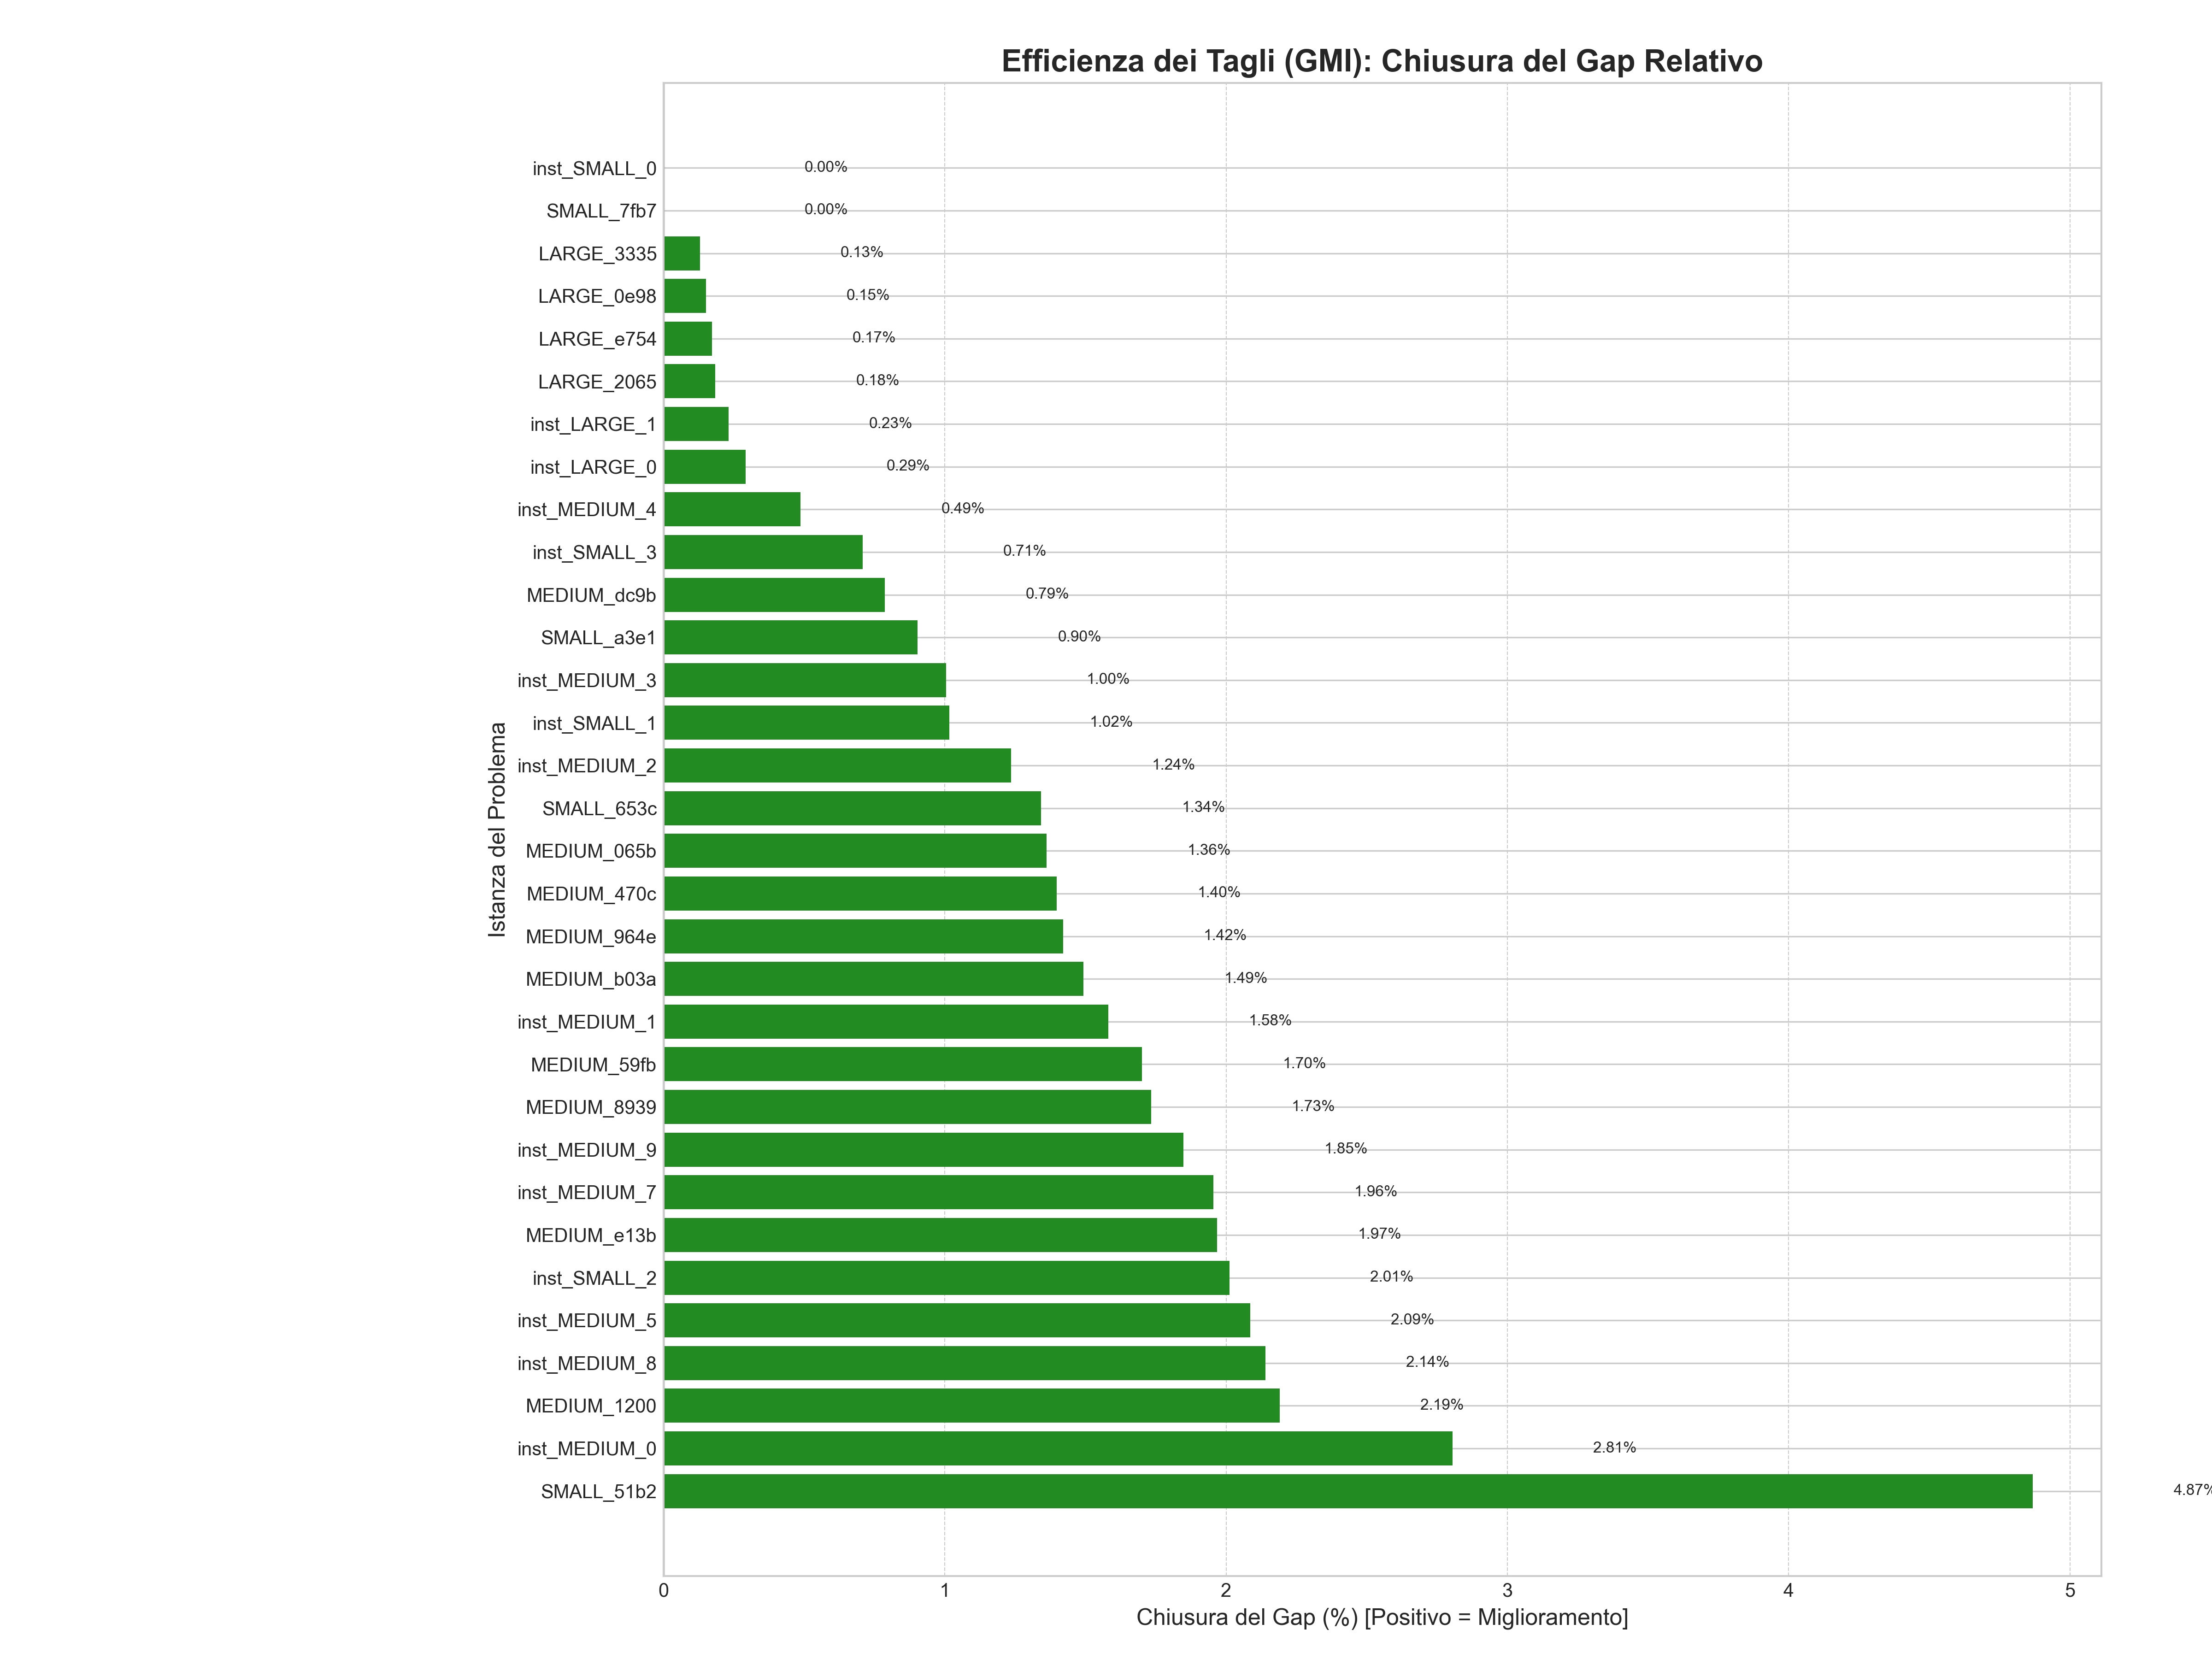 Efficienza dei Tagli (GMI): Chiusura del Gap Relativo
inst_SMALL_0 0.00%
SMALL_7fb7 0.00%
LARGE_3335 0.13%
LARGE_0e98 0.15%
LARGE_e754 0.17%
LARGE_2065 0.18%
inst_LARGE_1 0.23%
inst_LARGE_0 0.29%
inst_MEDIUM_4 0.49%
inst_SMALL_3 0.71%
MEDIUM_dc9b 0.79%
SMALL_a3e1 0.90%
inst_MEDIUM_3 1.00%
inst_SMALL_1 1.02%
inst_MEDIUM_2 1.24%
SMALL_653c 1.34%
MEDIUM_065b 1.36%
MEDIUM_470c 1.40%
MEDIUM_964e 1.42%
MEDIUM_b03a 1.49%
inst_MEDIUM_1 1.58%
MEDIUM_59fb 1.70%
MEDIUM_8939 1.73%
inst_MEDIUM_9 1.85%
inst_MEDIUM_7 1.96%
MEDIUM_e13b 1.97%
inst_SMALL_2 2.01%
inst_MEDIUM_5 2.09%
inst_MEDIUM_8 2.14%
MEDIUM_1200 2.19%
inst_MEDIUM_0 2.81%
SMALL_51b2 4.87%
Istanza del Problema
0 1 2 3 4 5
Chiusura del Gap (%) [Positivo = Miglioramento]